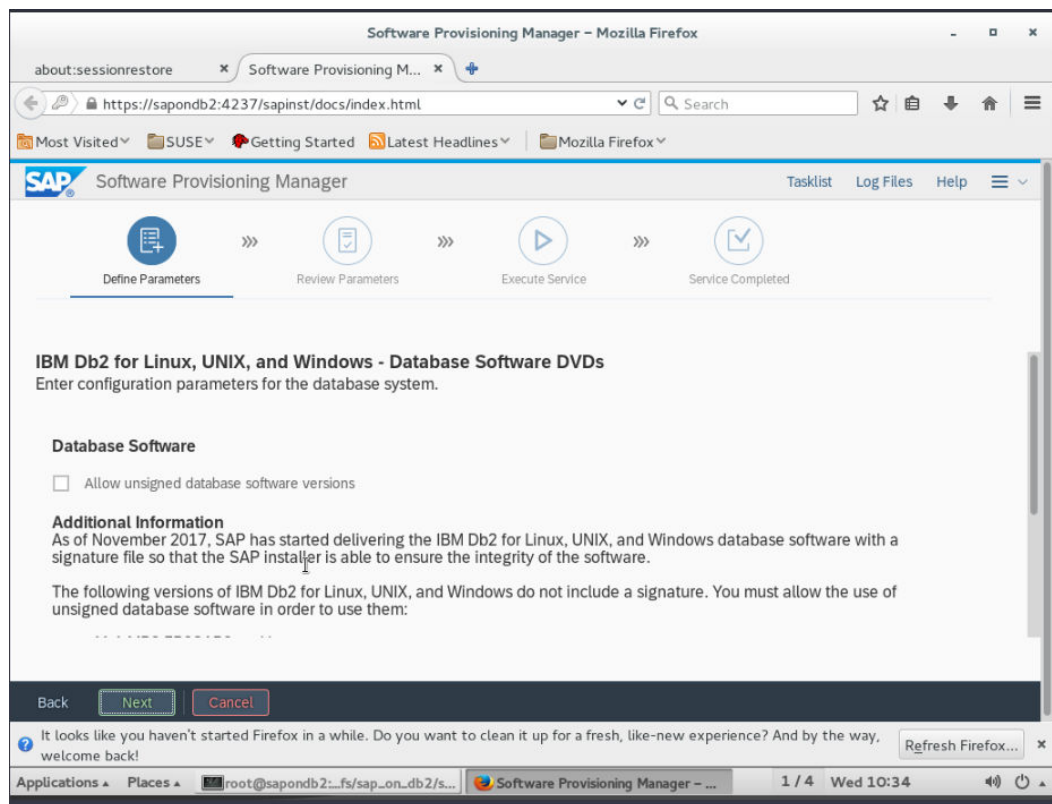 Software Provisioning Manager – Mozilla Firefox
about:sessionrestore
Software Provisioning M...
https://sapondb2:4237/sapinst/docs/index.html
Search
Most Visited
SUSE
Getting Started
Latest Headlines
Mozilla Firefox
SAP
Software Provisioning Manager
Tasklist
Log Files
Help
Define Parameters
Review Parameters
Execute Service
Service Completed
IBM Db2 for Linux, UNIX, and Windows - Database Software DVDs
Enter configuration parameters for the database system.
Database Software
Allow unsigned database software versions
Additional Information
As of November 2017, SAP has started delivering the IBM Db2 for Linux, UNIX, and Windows database software with a
signature file so that the SAP installer is able to ensure the integrity of the software.
The following versions of IBM Db2 for Linux, UNIX, and Windows do not include a signature. You must allow the use of
unsigned database software in order to use them:
Back
Next
Cancel
It looks like you haven't started Firefox in a while. Do you want to clean it up for a fresh, like-new experience? And by the way,
welcome back!
Refresh Firefox...
Applications
Places
root@sapondb2:..._fs/sap_on_db2/s...
Software Provisioning Manager – ...
1 / 4
Wed 10:34